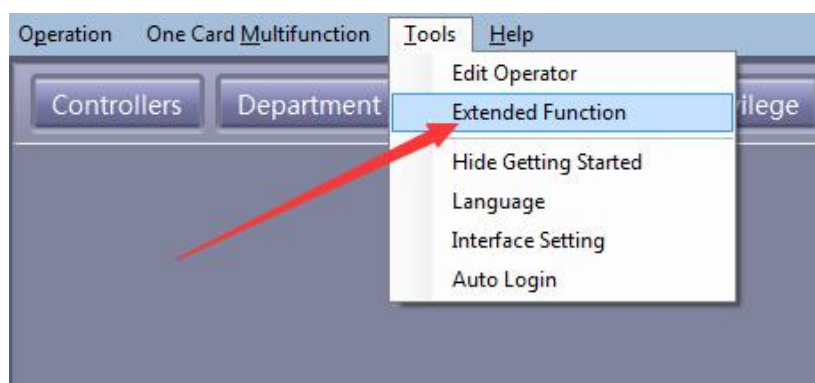 Operation One Card Multifunction Tools Help
Edit Operator
Controllers Department Extended Function vilege
Hide Getting Started
Language
Interface Setting
Auto Login